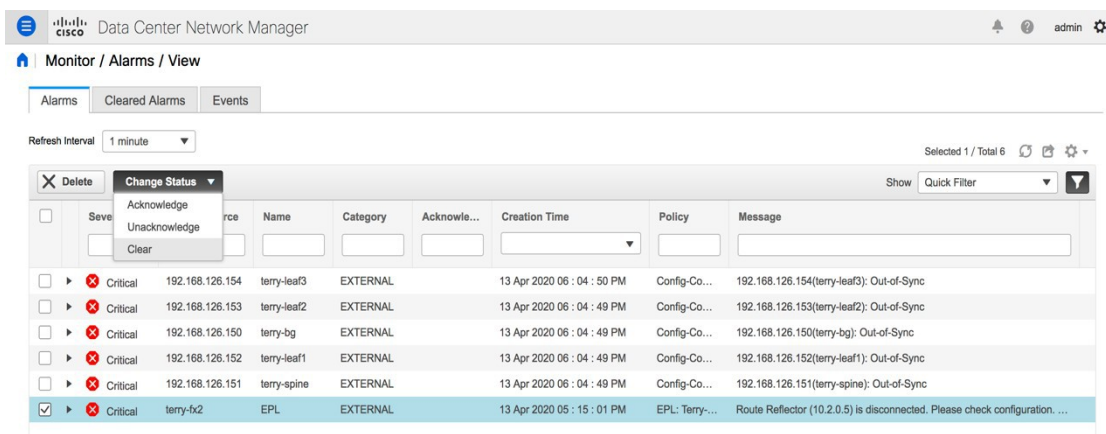 cisco Data Center Network Manager admin
Monitor / Alarms / View
Alarms Cleared Alarms Events
Refresh Interval 1 minute
Selected 1 / Total 6
Delete Change Status Show Quick Filter
Acknowledge
Unacknowledge
Clear
Seve rce Name Category Acknowle... Creation Time Policy Message
Critical 192.168.126.154 terry-leaf3 EXTERNAL 13 Apr 2020 06 : 04 : 50 PM Config-Co... 192.168.126.154(terry-leaf3): Out-of-Sync
Critical 192.168.126.153 terry-leaf2 EXTERNAL 13 Apr 2020 06 : 04 : 49 PM Config-Co... 192.168.126.153(terry-leaf2): Out-of-Sync
Critical 192.168.126.150 terry-bg EXTERNAL 13 Apr 2020 06 : 04 : 49 PM Config-Co... 192.168.126.150(terry-bg): Out-of-Sync
Critical 192.168.126.152 terry-leaf1 EXTERNAL 13 Apr 2020 06 : 04 : 49 PM Config-Co... 192.168.126.152(terry-leaf1): Out-of-Sync
Critical 192.168.126.151 terry-spine EXTERNAL 13 Apr 2020 06 : 04 : 49 PM Config-Co... 192.168.126.151(terry-spine): Out-of-Sync
Critical terry-fx2 EPL EXTERNAL 13 Apr 2020 05 : 15 : 01 PM EPL: Terry-... Route Reflector (10.2.0.5) is disconnected. Please check configuration. ...